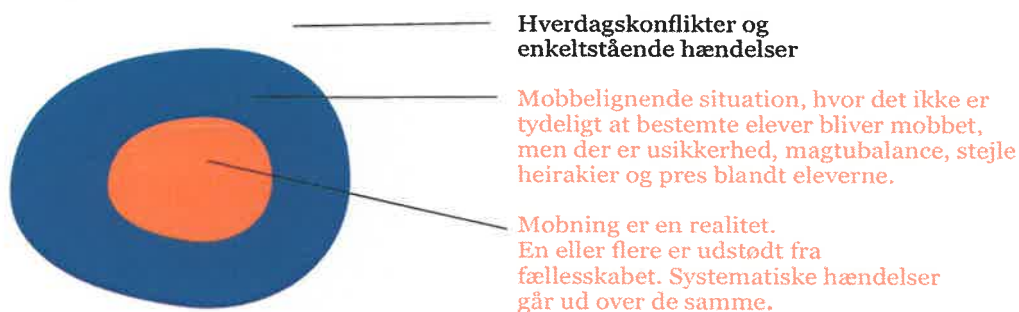 Hverdagskonflikter og
enkeltstående hændelser
Mobbelignende situation, hvor det ikke er
tydeligt at bestemte elever bliver mobbet,
men der er usikkerhed, magtubalance, stejle
heirakier og pres blandt eleverne.
Mobning er en realitet.
En eller flere er udstødt fra
fællesskabet. Systematiske hændelser
går ud over de samme.